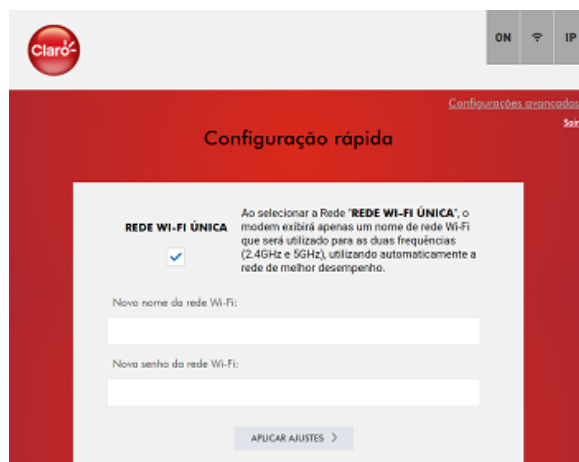 Claro
ON
IP
Configurações avançadas
Sair
Configuração rápida
REDE WI-FI ÚNICA
Ao selecionar a Rede "REDE WI-FI ÚNICA", o
modem exibirá apenas um nome de rede Wi-Fi
que será utilizado para as duas frequências
(2.4GHz e 5GHz), utilizando automaticamente a
rede de melhor desempenho.
Novo nome da rede Wi-Fi:
Nova senha da rede Wi-Fi:
APLICAR AJUSTES >